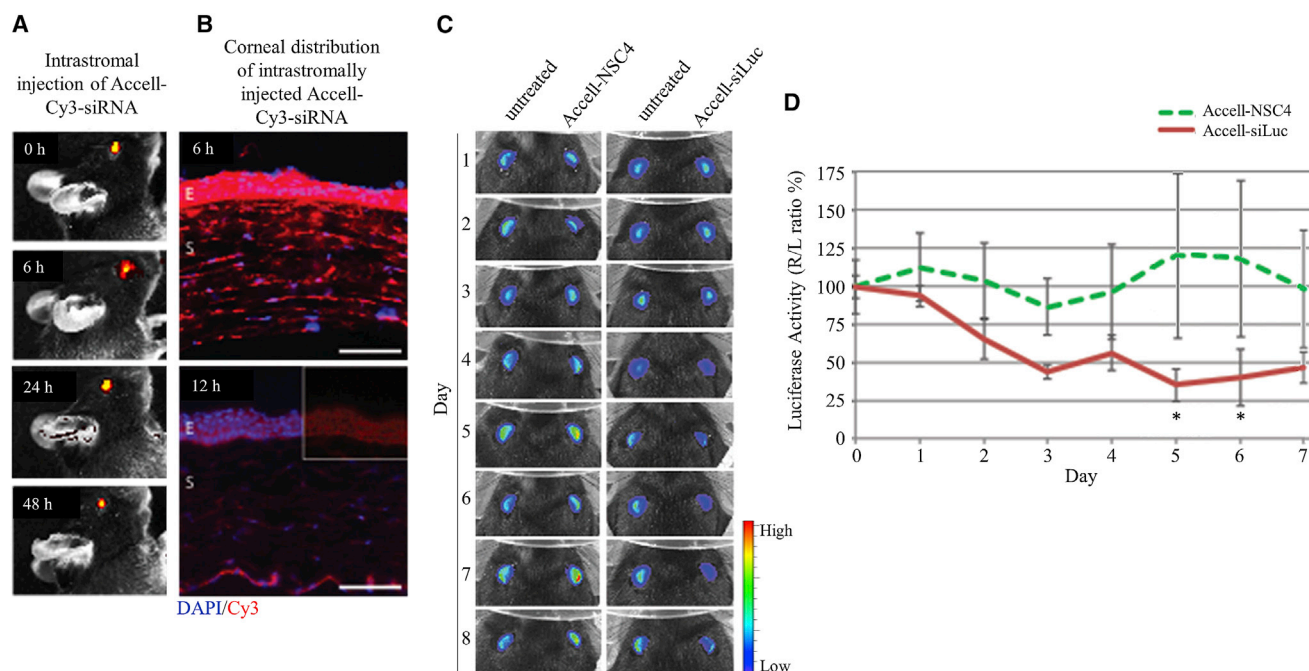 A
Intrastromal
injection of Accell-
Cy3-siRNA
0 h
6 h
24 h
48 h
B
Corneal distribution
of intrastromally
injected Accell-
Cy3-siRNA
6 h
E
S
12 h
E
S
DAPI/Cy3
C
untreated
Accell-NSC4
untreated
Accell-siLuc
Day
1
2
3
4
5
6
7
8
High
Low
D
Accell-NSC4
Accell-siLuc
Luciferase Activity (R/L ratio %)
175
150
125
100
75
50
25
0
* *
0 1 2 3 4 5 6 7
Day